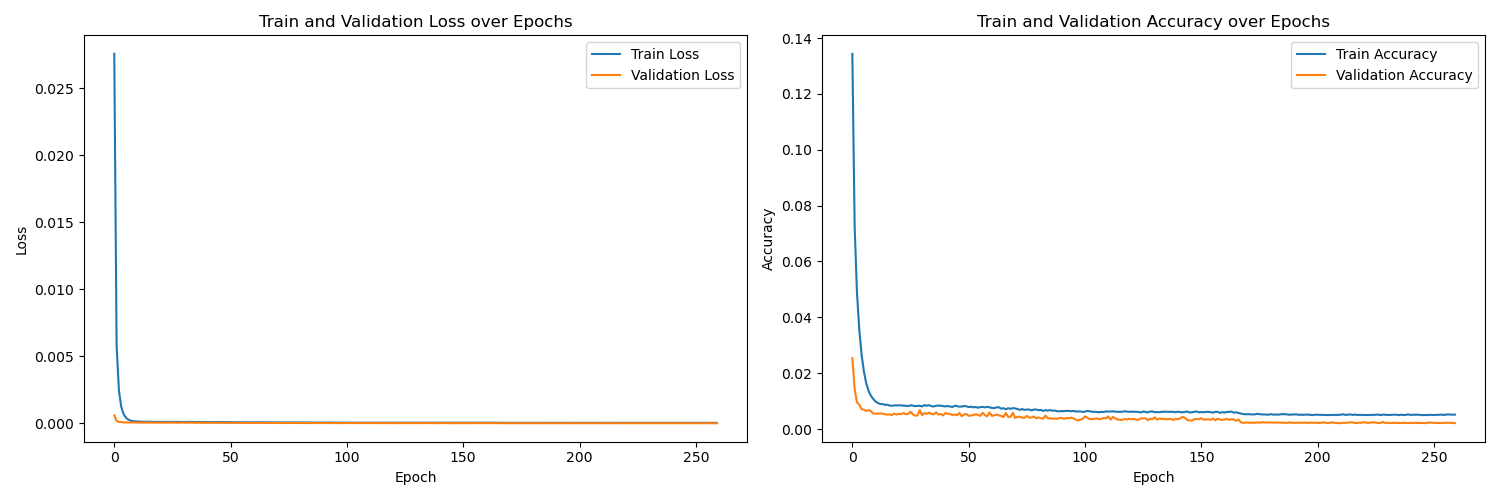 Train and Validation Loss over Epochs
Train Loss
Validation Loss
0.025
0.020
0.015
0.010
0.005
0.000
Loss
0 50 100 150 200 250
Epoch
Train and Validation Accuracy over Epochs
Train Accuracy
Validation Accuracy
0.14
0.12
0.10
0.08
0.06
0.04
0.02
0.00
Accuracy
0 50 100 150 200 250
Epoch